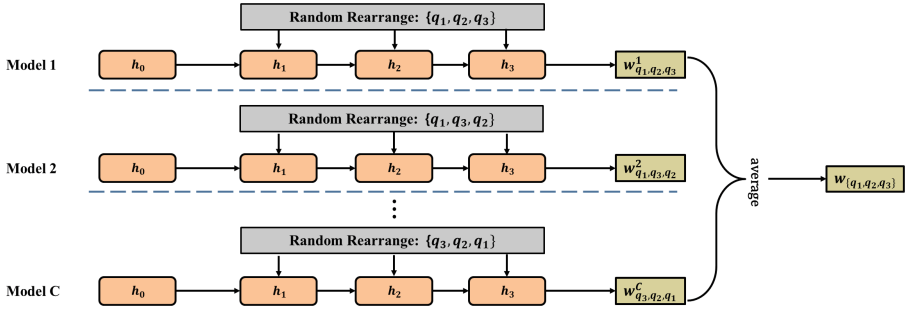 Random Rearrange: {q₁, q₂, q₃}
Model 1 h₀ h₁ h₂ h₃ w¹q₁,q₂,q₃
Random Rearrange: {q₁, q₃, q₂}
Model 2 h₀ h₁ h₂ h₃ w²q₁,q₃,q₂
average
w{q₁,q₂,q₃}
⋮
Random Rearrange: {q₃, q₂, q₁}
Model C h₀ h₁ h₂ h₃ wᶜq₃,q₂,q₁